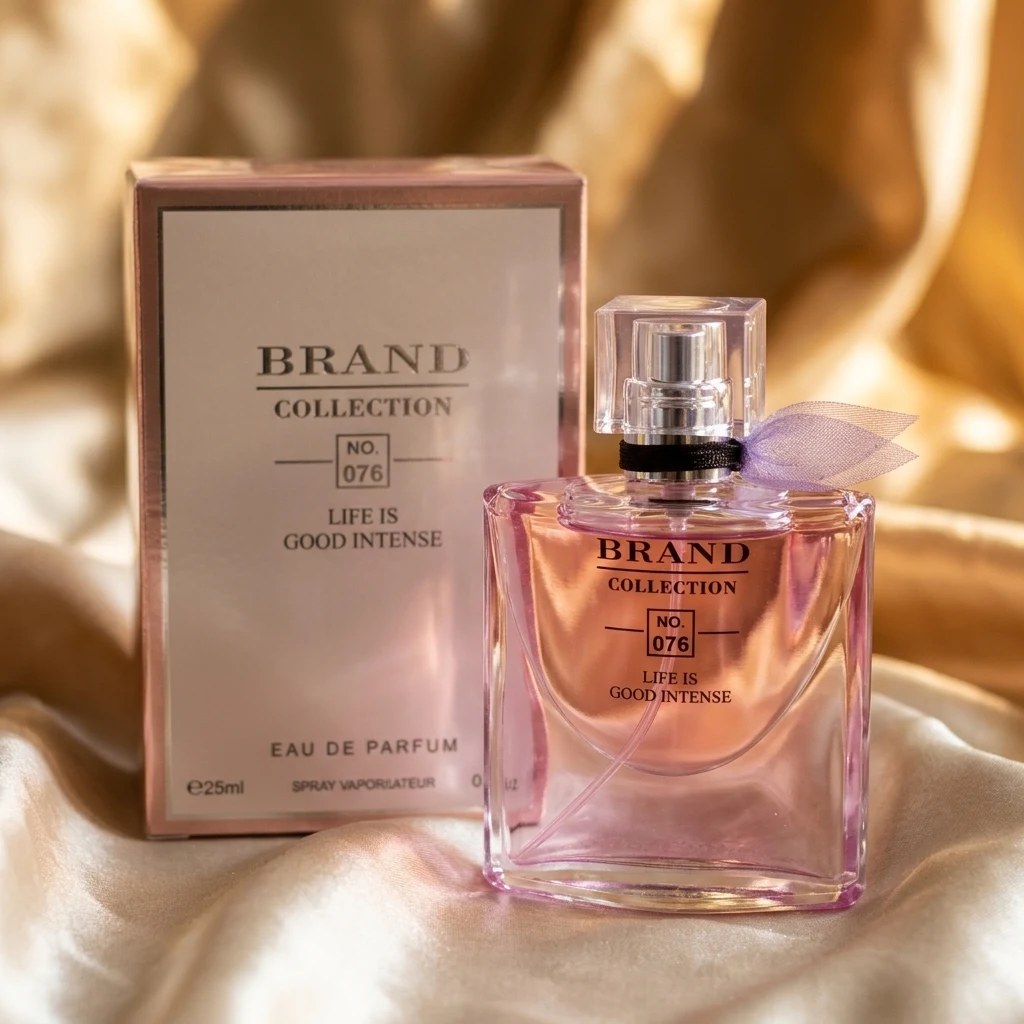 BRAND
COLLECTION
NO.
076
LIFE IS
GOOD INTENSE
EAU DE PARFUM
e25ml SPRAY VAPORISATEUR
BRAND
COLLECTION
NO.
076
LIFE IS
GOOD INTENSE